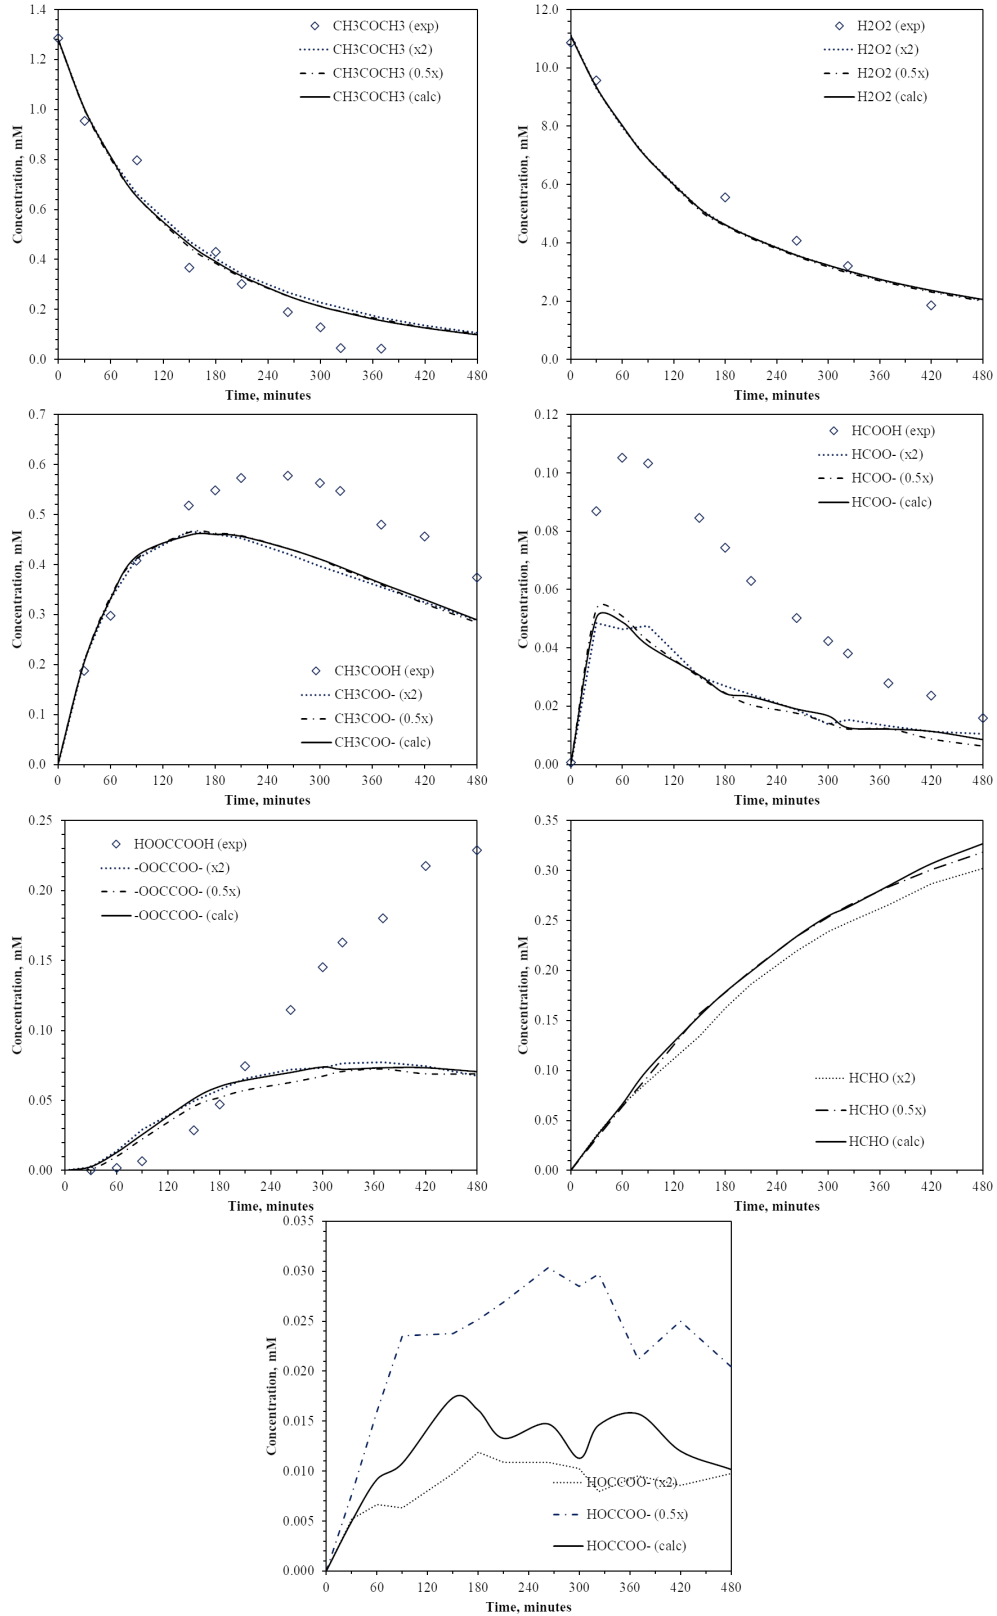 1.4
1.2
1.0
0.8
0.6
0.4
0.2
0.0
Concentration, mM
CH3COCH3 (exp)
CH3COCH3 (x2)
CH3COCH3 (0.5x)
CH3COCH3 (calc)
0 60 120 180 240 300 360 420 480
Time, minutes
12.0
10.0
8.0
6.0
4.0
2.0
0.0
Concentration, mM
H2O2 (exp)
H2O2 (x2)
H2O2 (0.5x)
H2O2 (calc)
0 60 120 180 240 300 360 420 480
Time, minutes
0.7
0.6
0.5
0.4
0.3
0.2
0.1
0.0
Concentration, mM
CH3COOH (exp)
CH3COO- (x2)
CH3COO- (0.5x)
CH3COO- (calc)
0 60 120 180 240 300 360 420 480
Time, minutes
0.12
0.10
0.08
0.06
0.04
0.02
0.00
Concentration, mM
HCOOH (exp)
HCOO- (x2)
HCOO- (0.5x)
HCOO- (calc)
0 60 120 180 240 300 360 420 480
Time, minutes
0.25
0.20
0.15
0.10
0.05
0.00
Concentration, mM
HOOCCOOH (exp)
-OOCCOO- (x2)
-OOCCOO- (0.5x)
-OOCCOO- (calc)
0 60 120 180 240 300 360 420 480
Time, minutes
0.35
0.30
0.25
0.20
0.15
0.10
0.05
0.00
Concentration, mM
HCHO (x2)
HCHO (0.5x)
HCHO (calc)
0 60 120 180 240 300 360 420 480
Time, minutes
0.035
0.030
0.025
0.020
0.015
0.010
0.005
0.000
Concentration, mM
HOCCOO- (x2)
HOCCOO- (0.5x)
HOCCOO- (calc)
0 60 120 180 240 300 360 420 480
Time, minutes